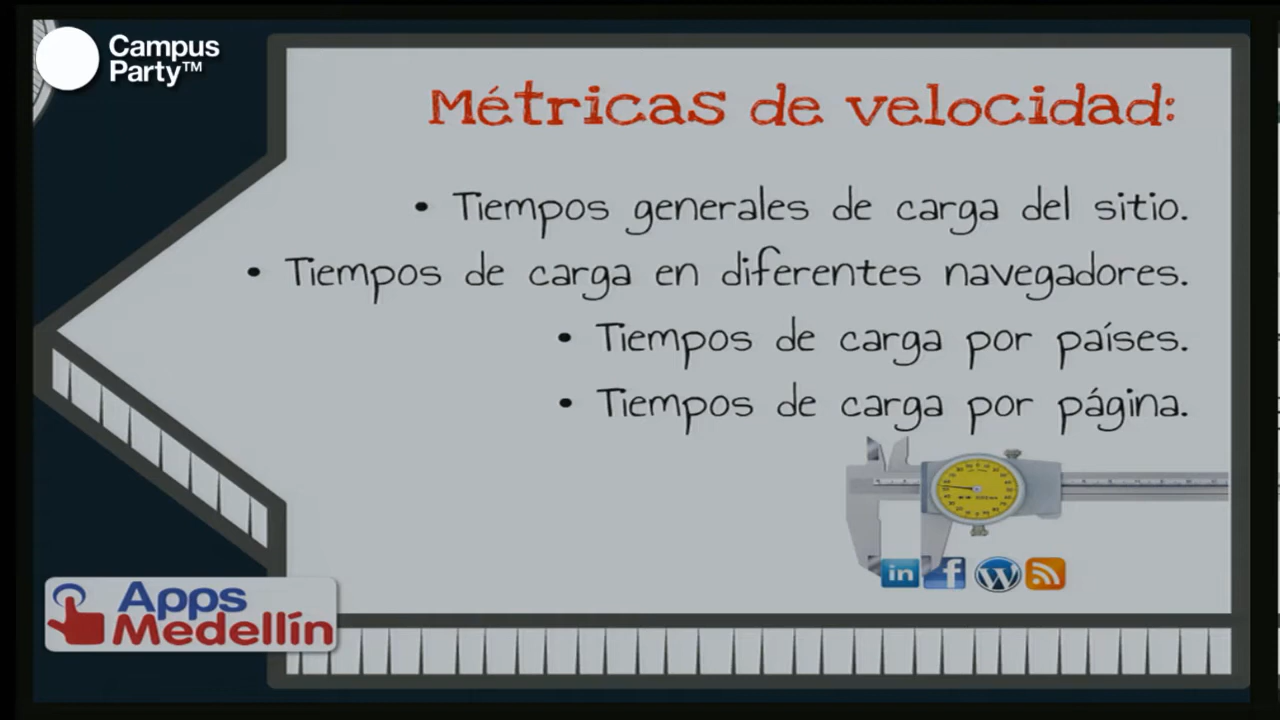 Campus
Party™
Métricas de velocidad:
• Tiempos generales de carga del sitio.
• Tiempos de carga en diferentes navegadores.
• Tiempos de carga por países.
• Tiempos de carga por página.
in f W
Apps
Medellín